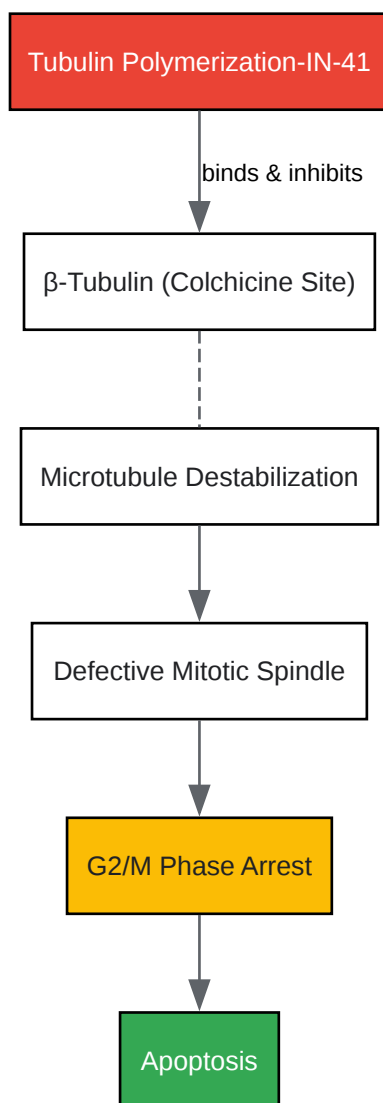 Tubulin Polymerization-IN-41
binds & inhibits
β-Tubulin (Colchicine Site)
Microtubule Destabilization
Defective Mitotic Spindle
G2/M Phase Arrest
Apoptosis